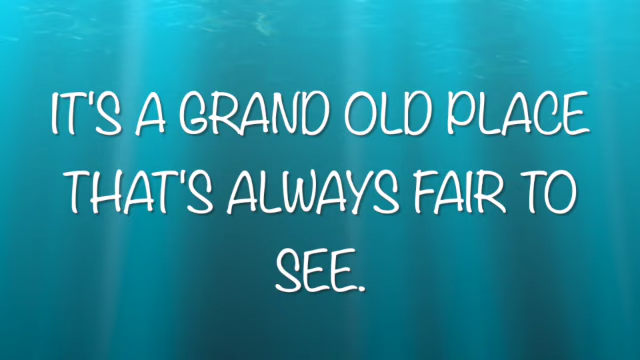 IT'S A GRAND OLD PLACE
THAT'S ALWAYS FAIR TO
SEE.